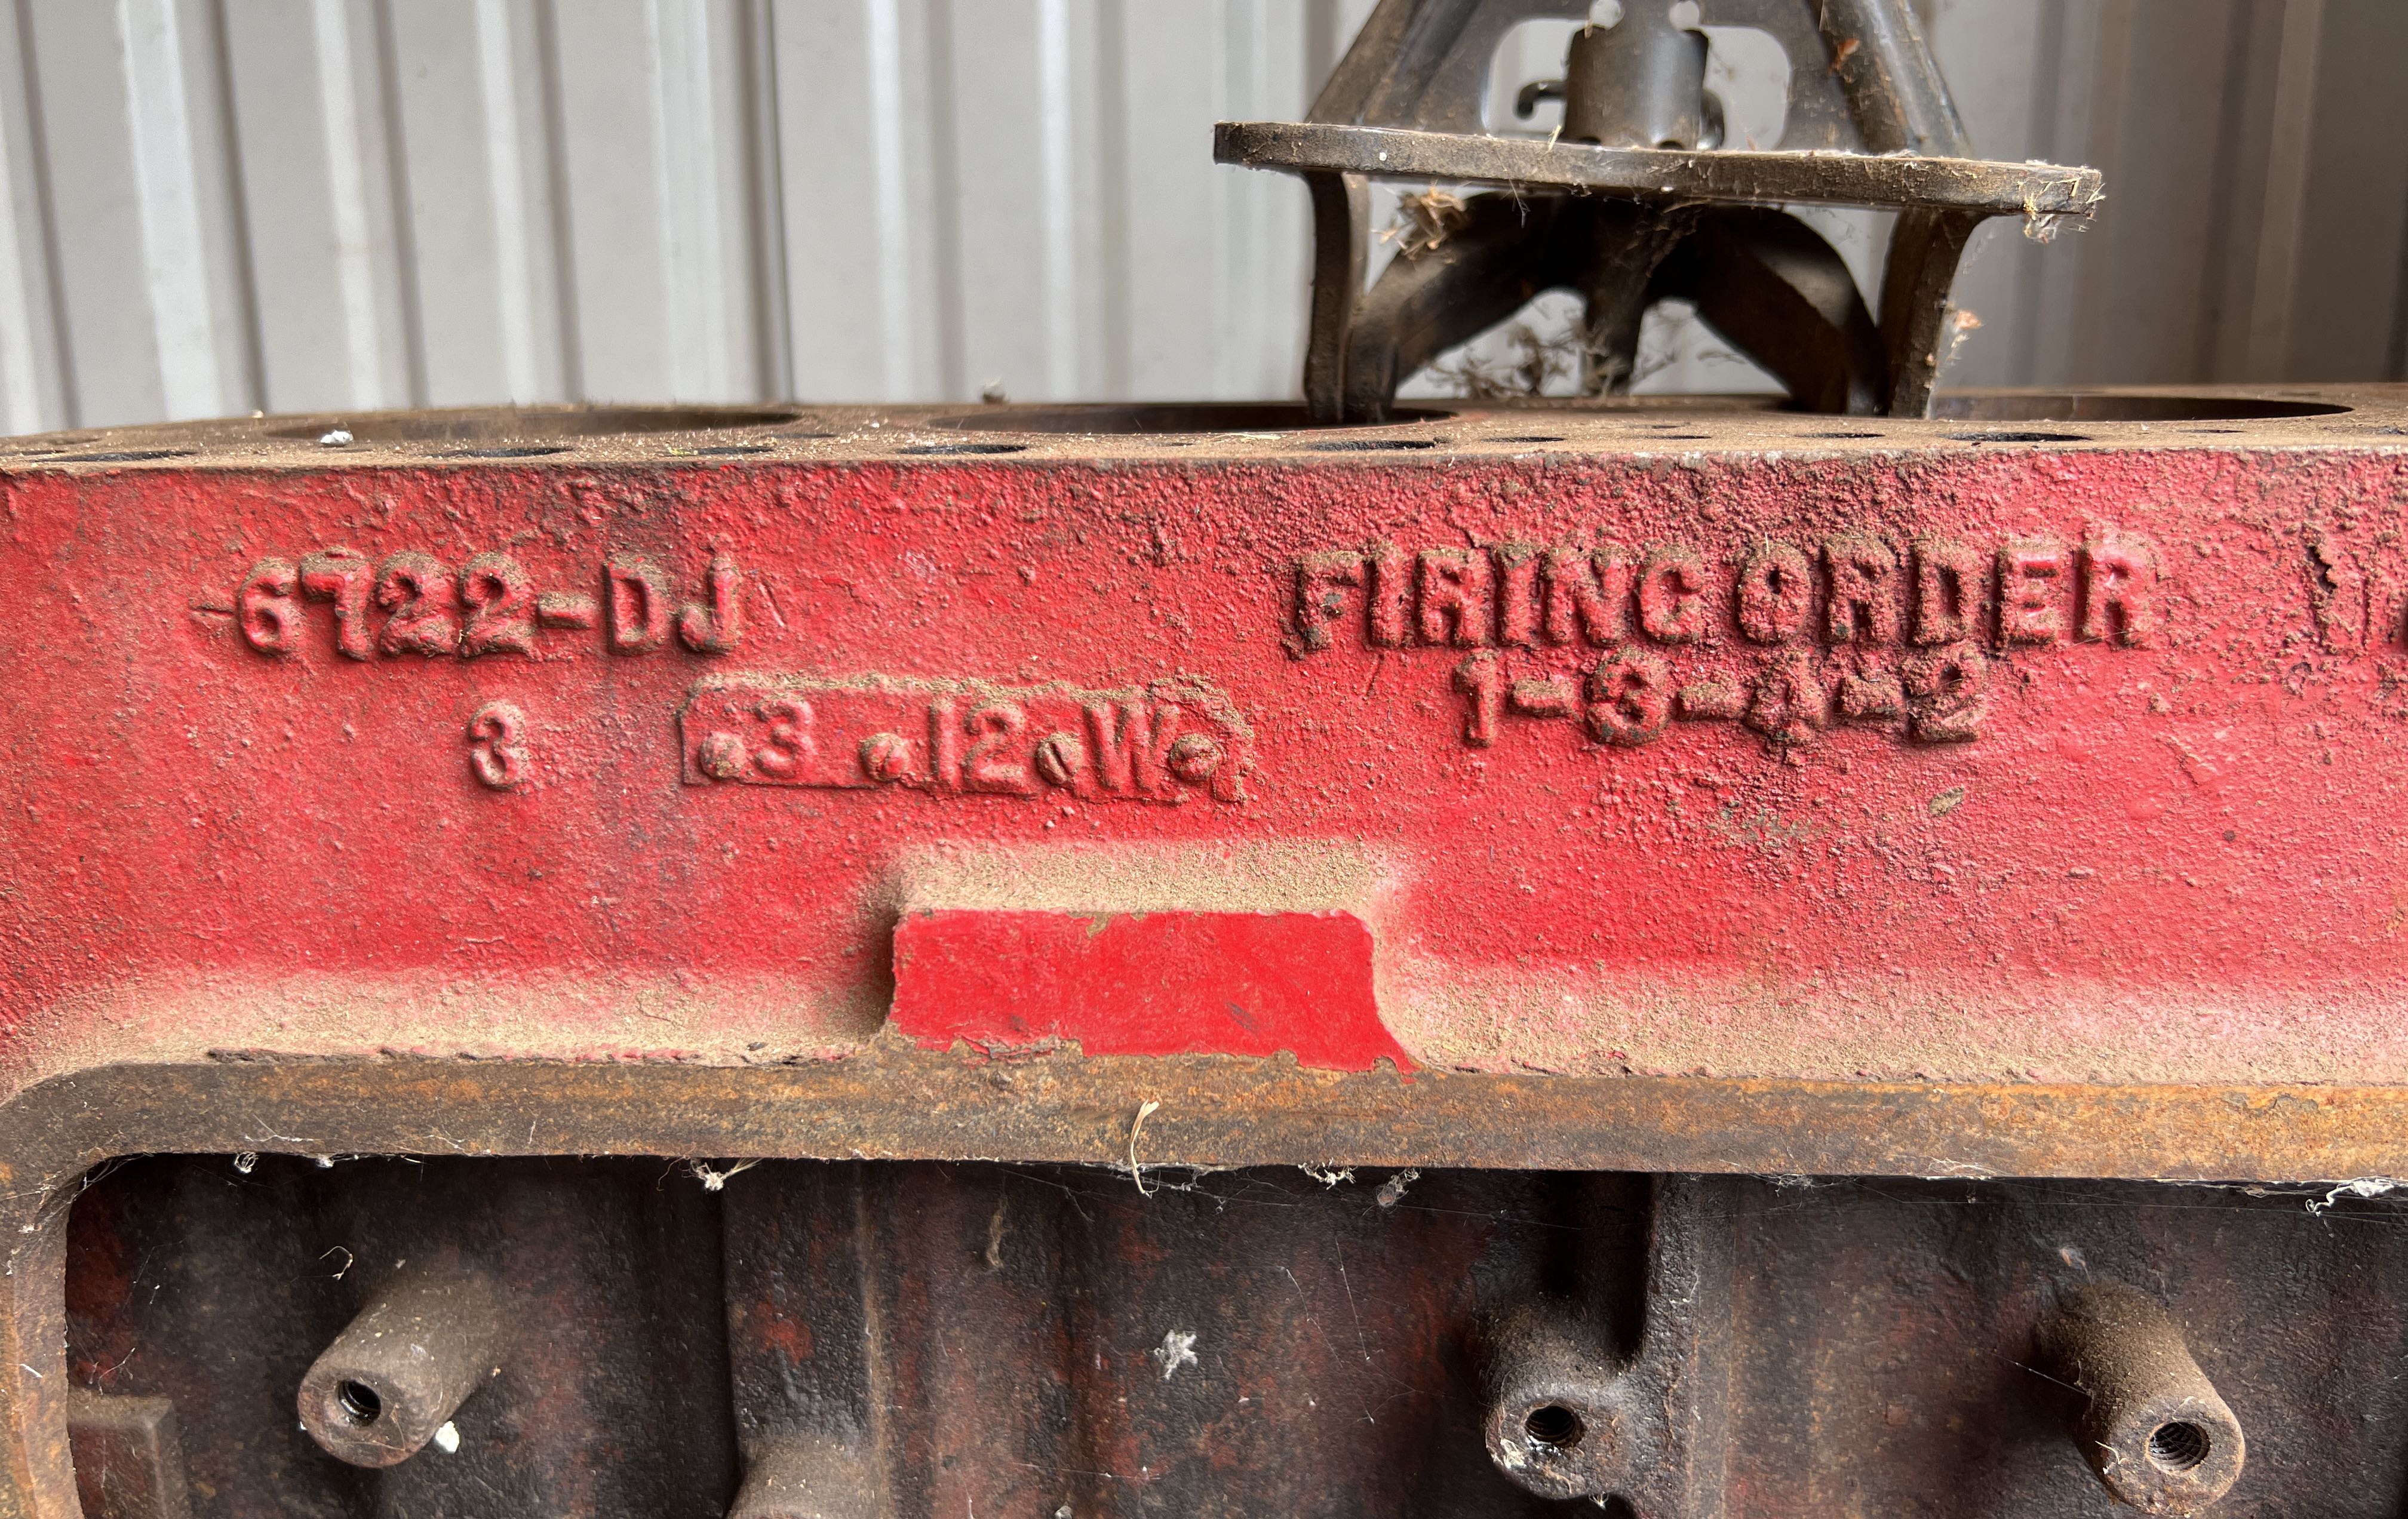 6722-DJ
3
3 12 W
FIRING ORDER
1-3-4-2